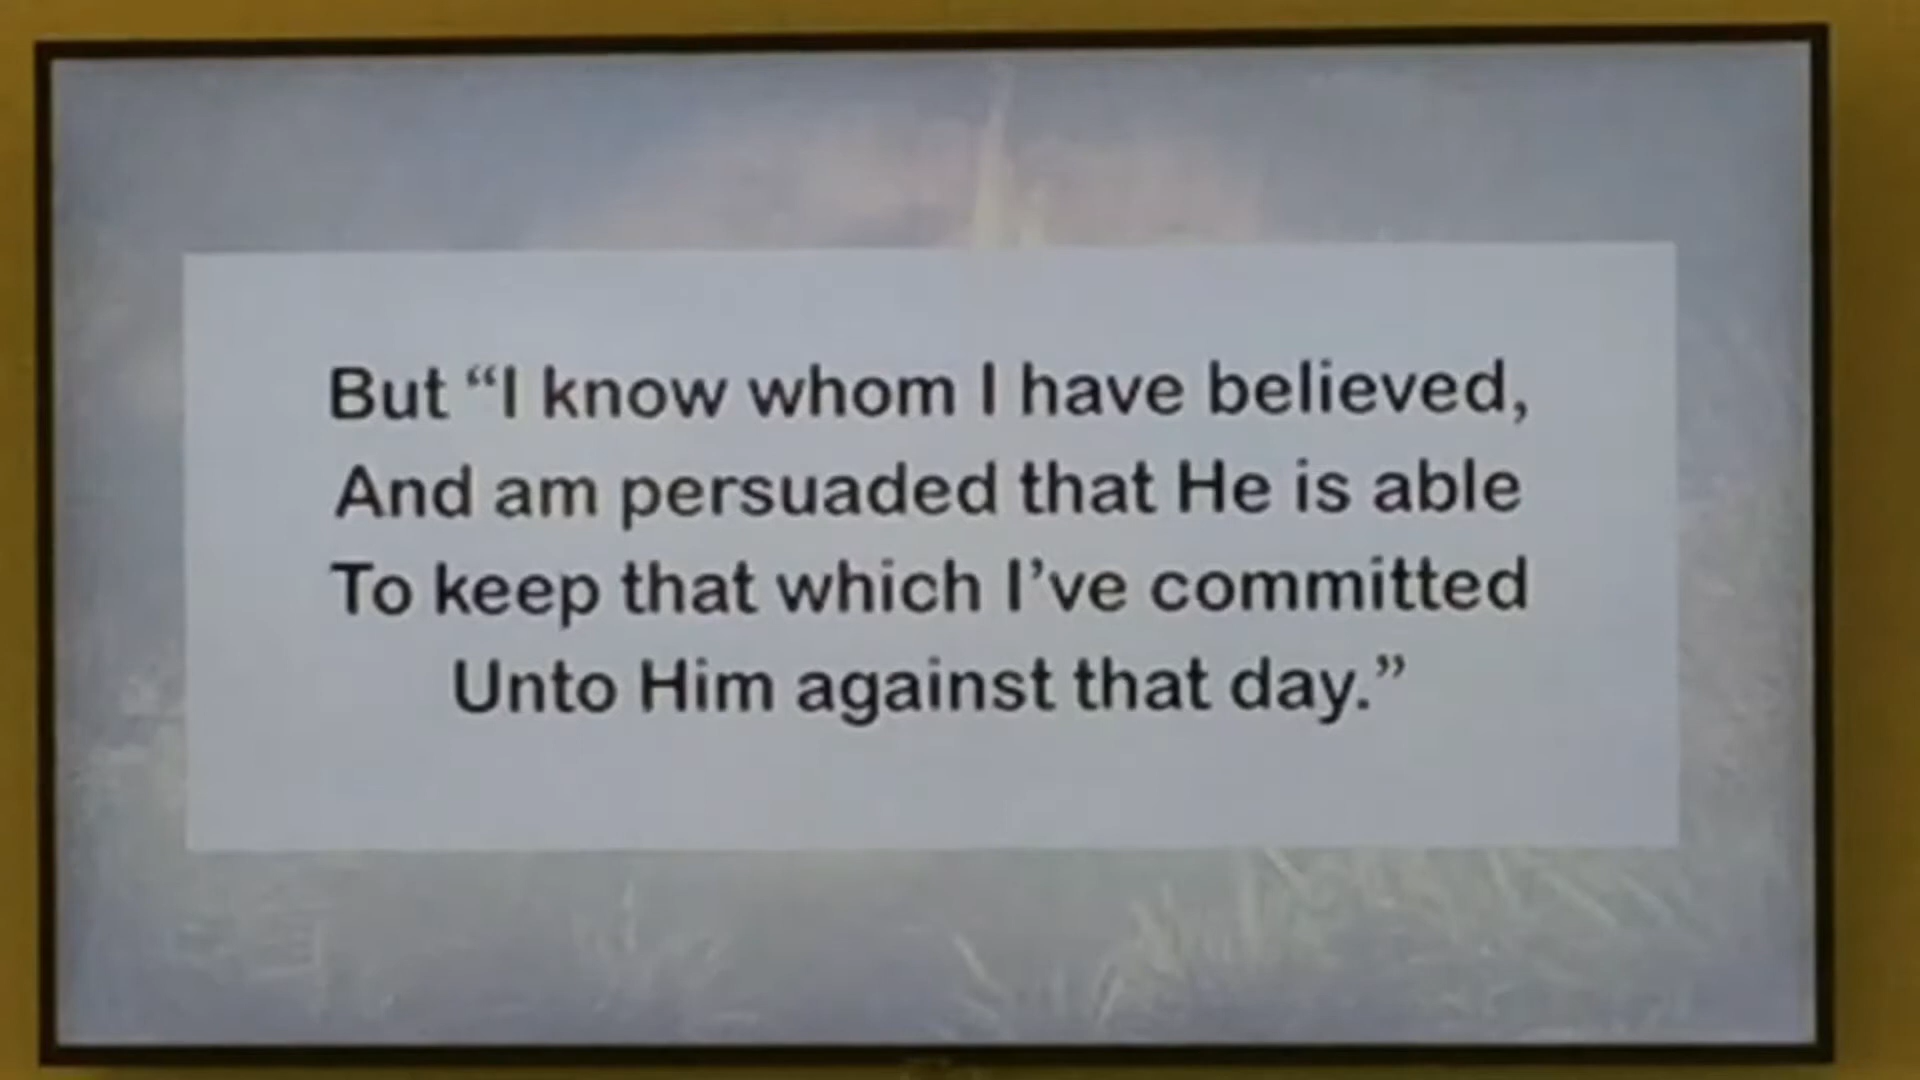 But “I know whom I have believed,
And am persuaded that He is able
To keep that which I’ve committed
Unto Him against that day.”